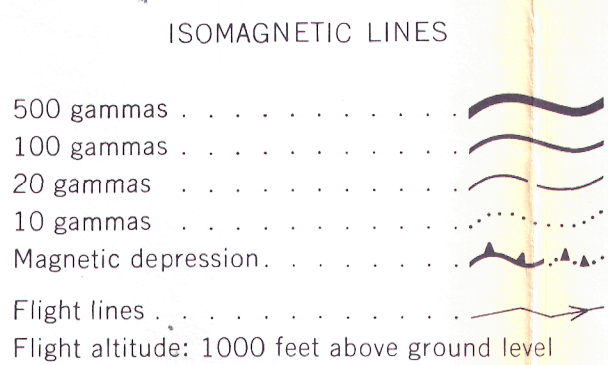 ISOMAGNETIC LINES
500 gammas . . . . . . . . . . . .
100 gammas . . . . . . . . . . . .
20 gammas . . . . . . . . . . . .
10 gammas . . . . . . . . . . . .
Magnetic depression . . . . . . . .
Flight lines . . . . . . . . . . . . .
Flight altitude: 1000 feet above ground level